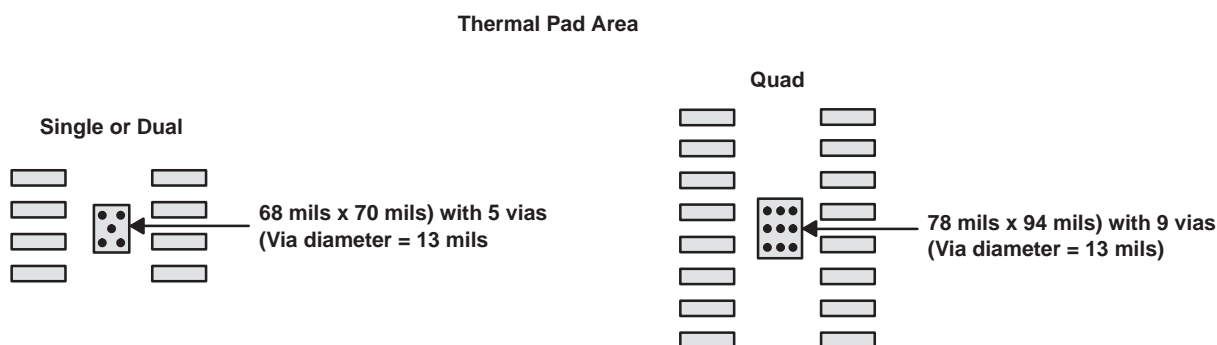 Thermal Pad Area
Single or Dual
68 mils x 70 mils) with 5 vias
(Via diameter = 13 mils
Quad
78 mils x 94 mils) with 9 vias
(Via diameter = 13 mils)